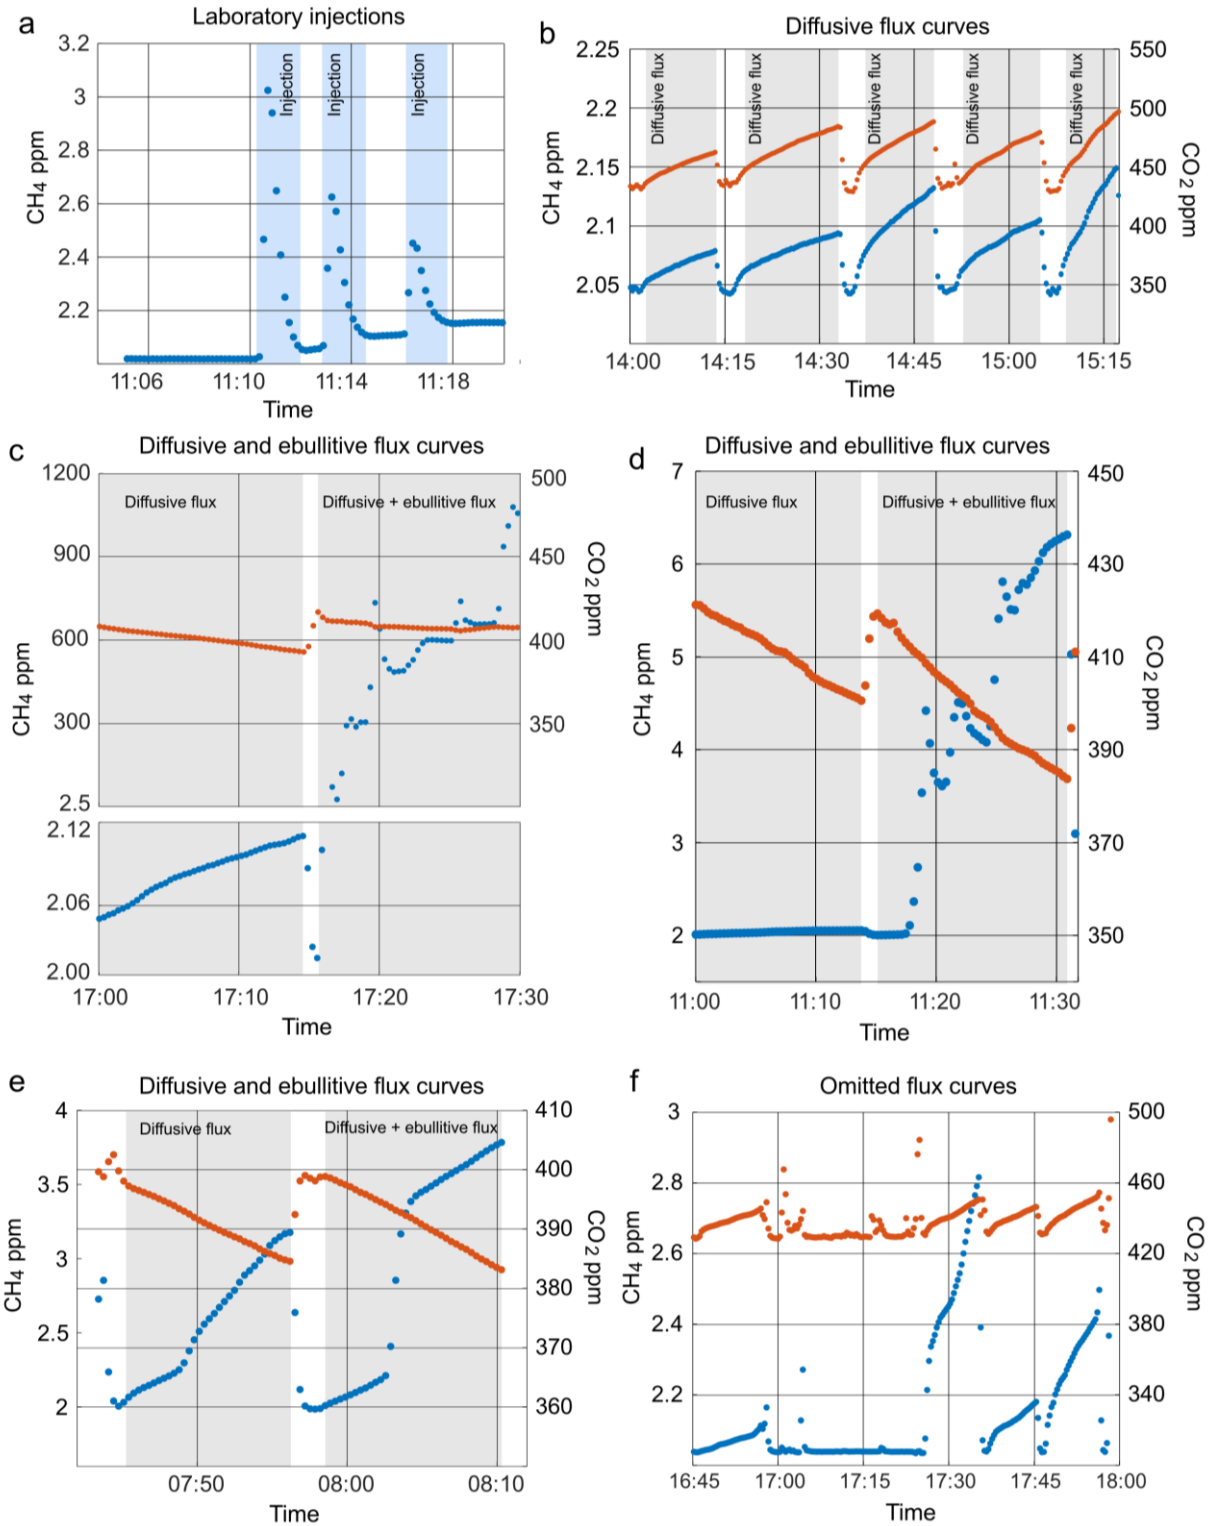 a
Laboratory injections
3.2
3
2.8
2.6
2.4
2.2
CH4 ppm
Injection
Injection
Injection
11:06
11:10
11:14
11:18
Time
b
Diffusive flux curves
2.25
2.2
2.15
2.1
2.05
CH4 ppm
Diffusive flux
Diffusive flux
Diffusive flux
Diffusive flux
Diffusive flux
550
500
450
400
350
CO2 ppm
14:00
14:15
14:30
14:45
15:00
15:15
Time
c
Diffusive and ebullitive flux curves
1200
900
600
300
2.5
2.12
2.06
2.00
CH4 ppm
Diffusive flux
Diffusive + ebullitive flux
500
450
400
350
CO2 ppm
17:00
17:10
17:20
17:30
Time
d
Diffusive and ebullitive flux curves
7
6
5
4
3
2
CH4 ppm
Diffusive flux
Diffusive + ebullitive flux
450
430
410
390
370
350
CO2 ppm
11:00
11:10
11:20
11:30
Time
e
Diffusive and ebullitive flux curves
4
3.5
3
2.5
2
CH4 ppm
Diffusive flux
Diffusive + ebullitive flux
410
400
390
380
370
360
CO2 ppm
07:50
08:00
08:10
Time
f
Omitted flux curves
3
2.8
2.6
2.4
2.2
CH4 ppm
500
460
420
380
340
CO2 ppm
16:45
17:00
17:15
17:30
17:45
18:00
Time